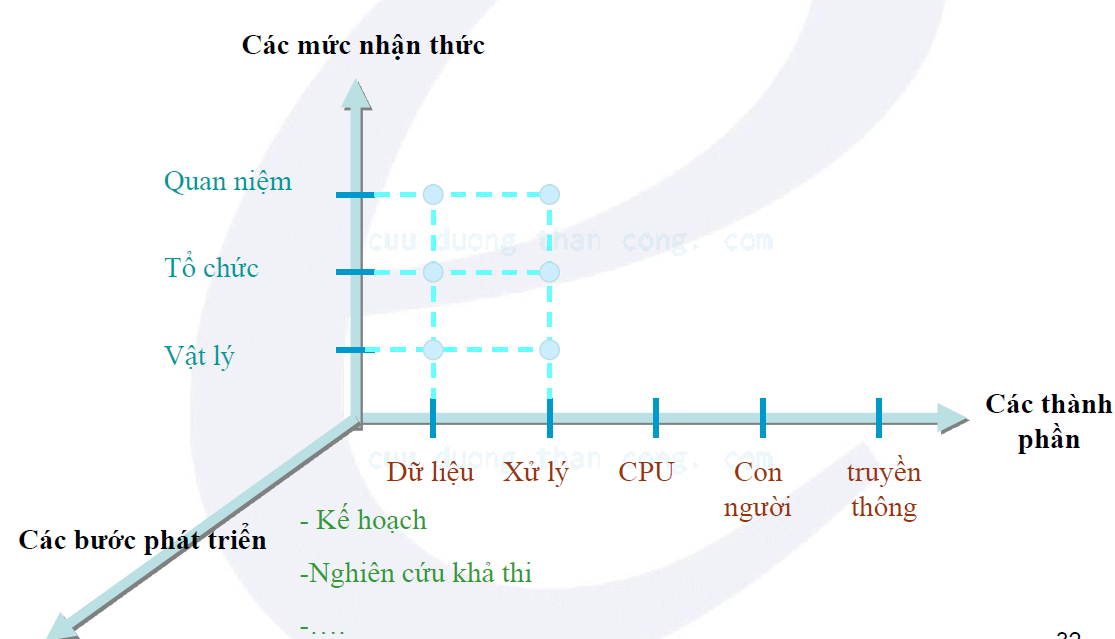 Các mức nhận thức
Quan niệm
cuu duong than cong. com
Tổ chức
Vật lý
Các thành
phần
cuu duong than cong. com
Dữ liệu
Xử lý
CPU
Con
người
truyền
thông
Các bước phát triển
- Kế hoạch
-Nghiên cứu khả thi
-….
32